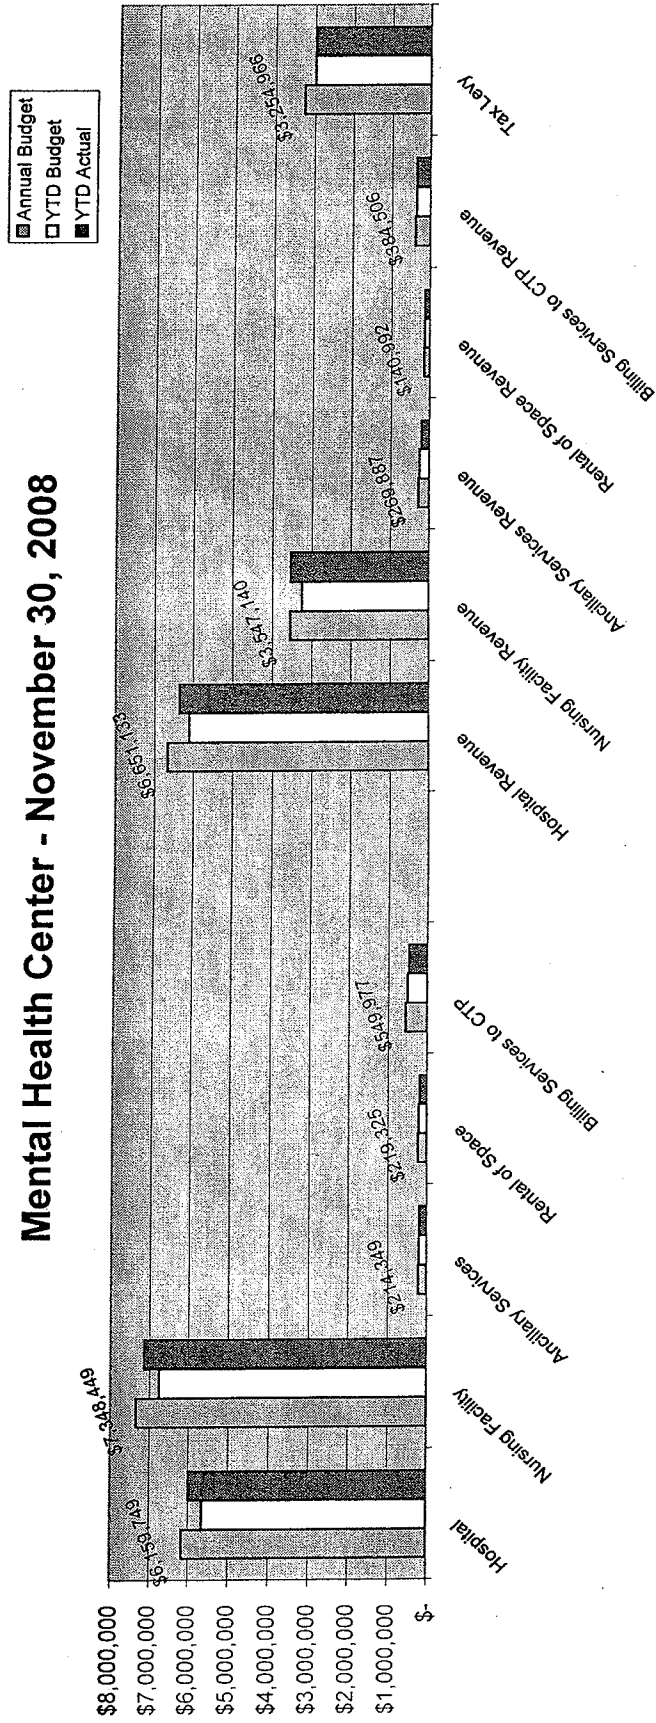 Mental Health Center - November 30, 2008
Annual Budget
YTD Budget
YTD Actual
$8,000,000
$7,000,000
$6,000,000
$5,000,000
$4,000,000
$3,000,000
$2,000,000
$1,000,000
$-
$6,159,749
$7,348,449
$214,349
$219,325
$549,977
$6,651,133
$3,547,140
$269,887
$140,992
$384,506
$3,254,966
Hospital
Nursing Facility
Ancillary Services
Rental of Space
Billing Services to CTP
Hospital Revenue
Nursing Facility Revenue
Ancillary Services Revenue
Rental of Space Revenue
Billing Services to CTP Revenue
Tax Levy